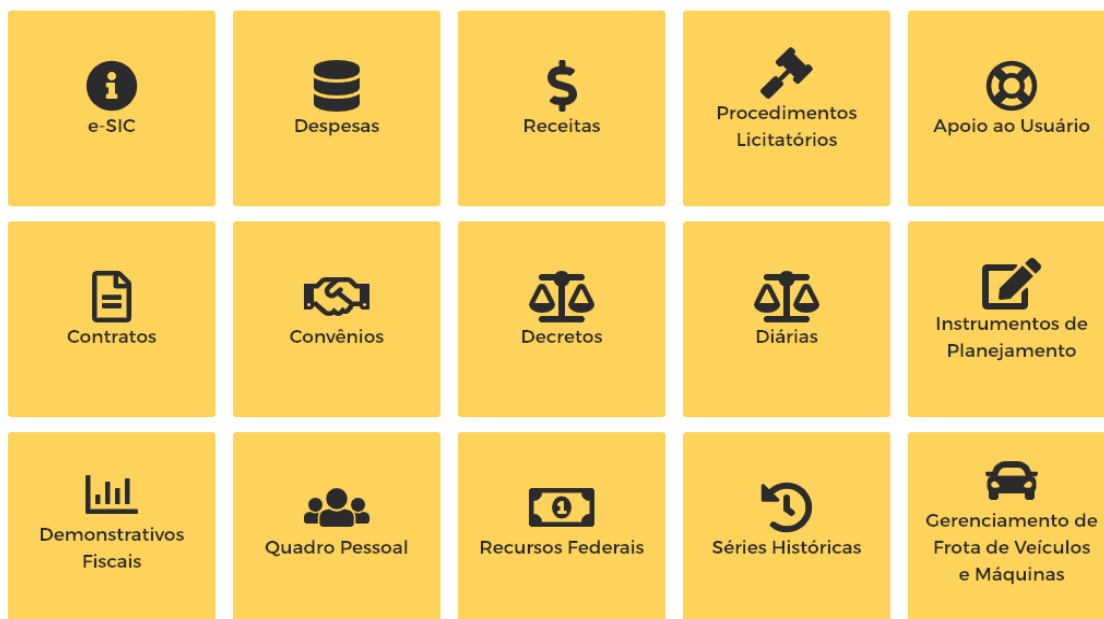 e-SIC
Despesas
Receitas
Procedimentos
Licitatórios
Apoio ao Usuário
Contratos
Convênios
Decretos
Diárias
Instrumentos de
Planejamento
Demonstrativos
Fiscais
Quadro Pessoal
Recursos Federais
Séries Históricas
Gerenciamento de
Frota de Veículos
e Máquinas